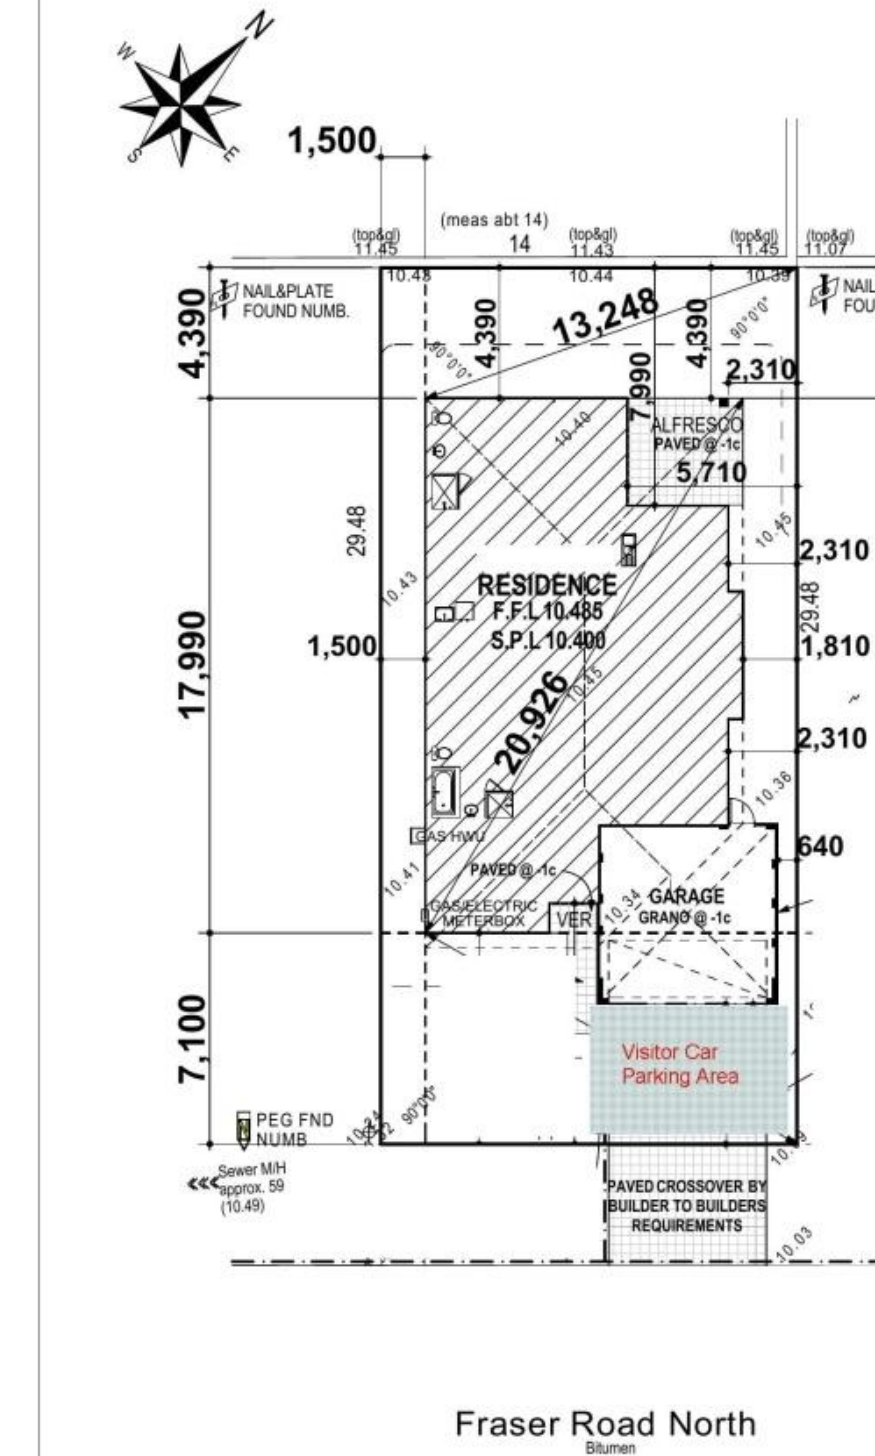 N
W
S
E
1,500
(meas abt 14)
14
(top&gl)
11.45
(top&gl)
11.43
(top&gl)
11.45
(top&gl)
11.07
10.43
10.44
10.39
NAIL&PLATE
FOUND NUMB.
NAIL
FOU
4,390
4,390
13,248
4,390
90°0'0"
90°0'0"
7,990
2,310
ALFRESCO
PAVED @ -1c
10.40
5,710
29.48
10.45
2,310
10.43
RESIDENCE
F.F.L 10.485
S.P.L 10.400
29.48
17,990
1,500
1,810
10.45
20,926
2,310
10.38
GAS HWU
640
PAVED @ -1c
10.41
GAS/ELECTRIC
METERBOX
VER
10.34
GARAGE
GRANO @ -1c
7,100
Visitor Car
Parking Area
90°0'0"
PEG FND
NUMB
Sewer M/H
approx. 59
(10.49)
PAVED CROSSOVER BY
BUILDER TO BUILDERS
REQUIREMENTS
10.03
Fraser Road North
Bitumen